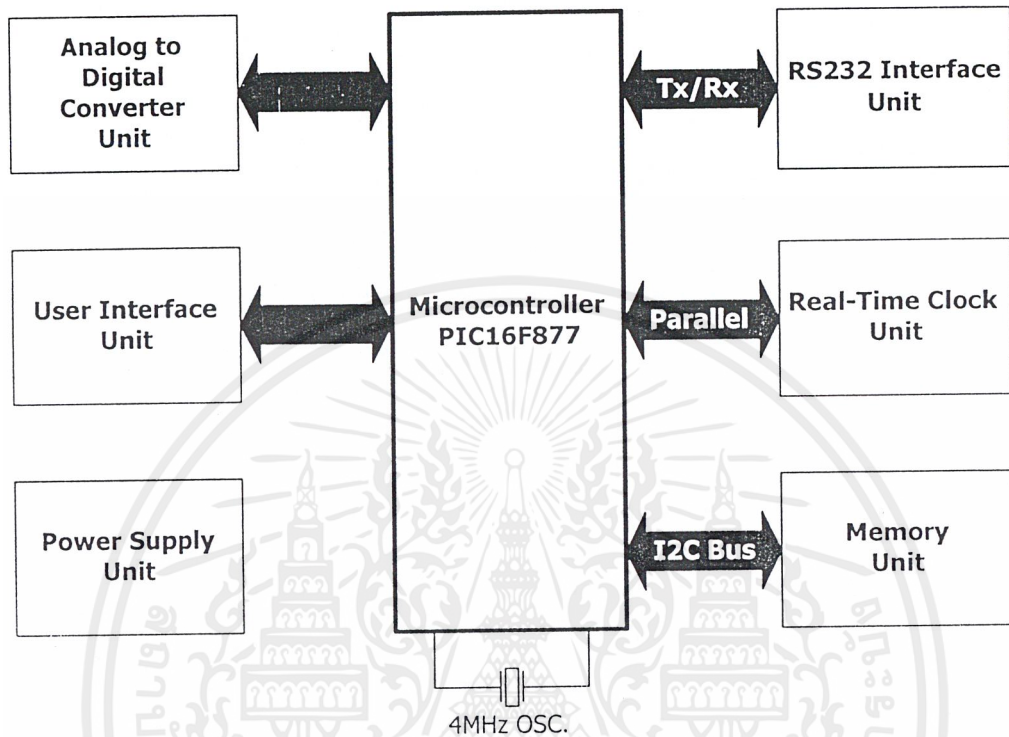 Analog to
Digital
Converter
Unit
Tx/Rx
RS232 Interface
Unit
User Interface
Unit
Microcontroller
PIC16F877
Parallel
Real-Time Clock
Unit
Power Supply
Unit
I2C Bus
Memory
Unit
4MHz OSC.